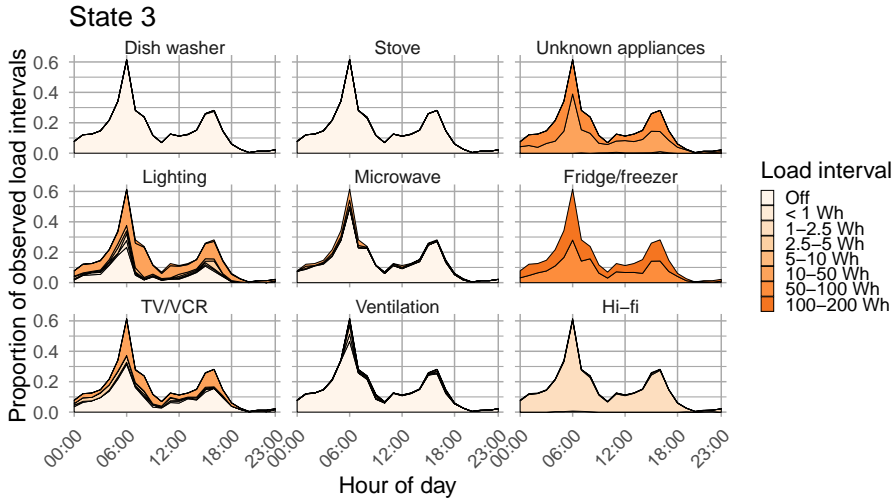 State 3
Dish washer
Stove
Unknown appliances
0.6
0.4
0.2
0.0
Lighting
Microwave
Fridge/freezer
0.6
0.4
0.2
0.0
TV/VCR
Ventilation
Hi−fi
0.6
0.4
0.2
0.0
00:00 06:00 12:00 18:00 23:00
00:00 06:00 12:00 18:00 23:00
00:00 06:00 12:00 18:00 23:00
Hour of day
Proportion of observed load intervals
Load interval
Off
< 1 Wh
1−2.5 Wh
2.5−5 Wh
5−10 Wh
10−50 Wh
50−100 Wh
100−200 Wh